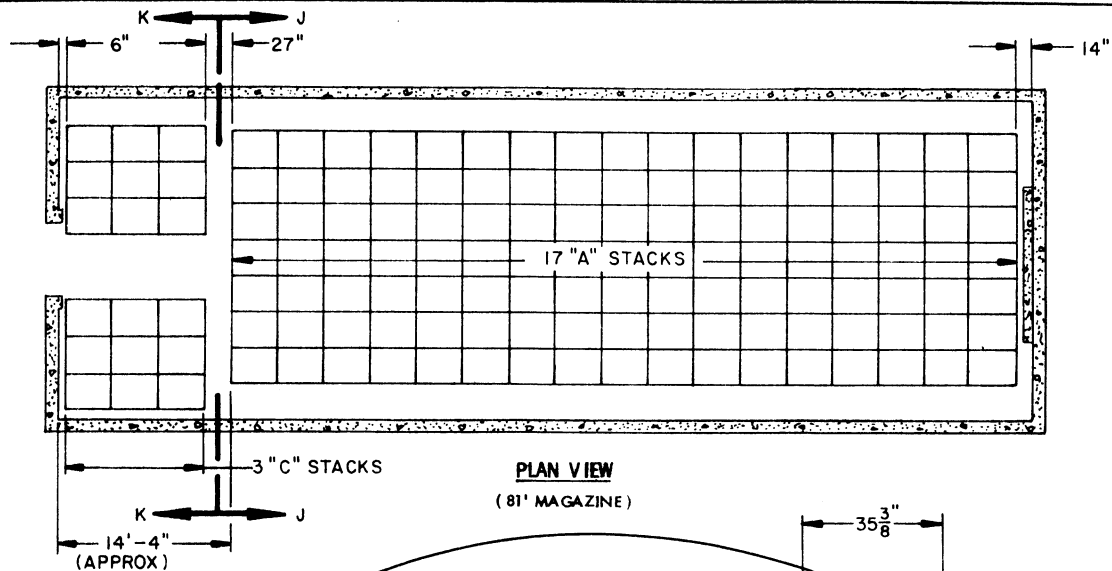 K J
6" 27" 14"
17 "A" STACKS
3 "C" STACKS
PLAN VIEW
(81' MAGAZINE)
K J
14'-4"
(APPROX)
35 3/8"